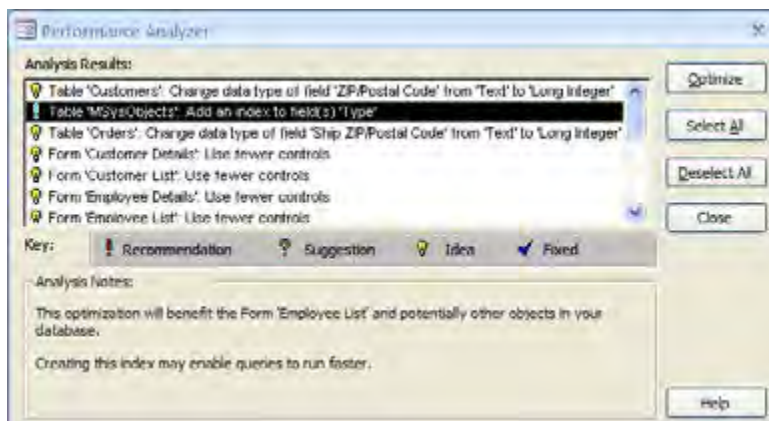 Performance Analyzer
Analysis Results:
Table 'Customers': Change data type of field 'ZIP/Postal Code' from 'Text' to 'Long Integer'
Table 'MSysObjects': Add an index to field(s) 'Type'
Table 'Orders': Change data type of field 'Ship ZIP/Postal Code' from 'Text' to 'Long Integer'
Form 'Customer Details': Use fewer controls
Form 'Customer List': Use fewer controls
Form 'Employee Details': Use fewer controls
Form 'Employee List': Use fewer controls
Optimize
Select All
Deselect All
Close
Key: Recommendation Suggestion Idea Fixed
Analysis Notes:
This optimization will benefit the Form 'Employee List' and potentially other objects in your
database.
Creating this index may enable queries to run faster.
Help